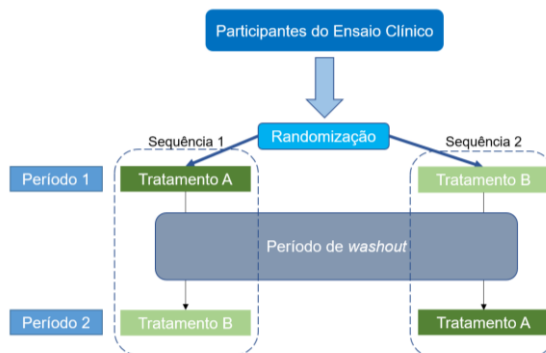 Participantes do Ensaio Clínico
Randomização
Sequência 1
Sequência 2
Período 1
Tratamento A
Tratamento B
Período de washout
Período 2
Tratamento B
Tratamento A